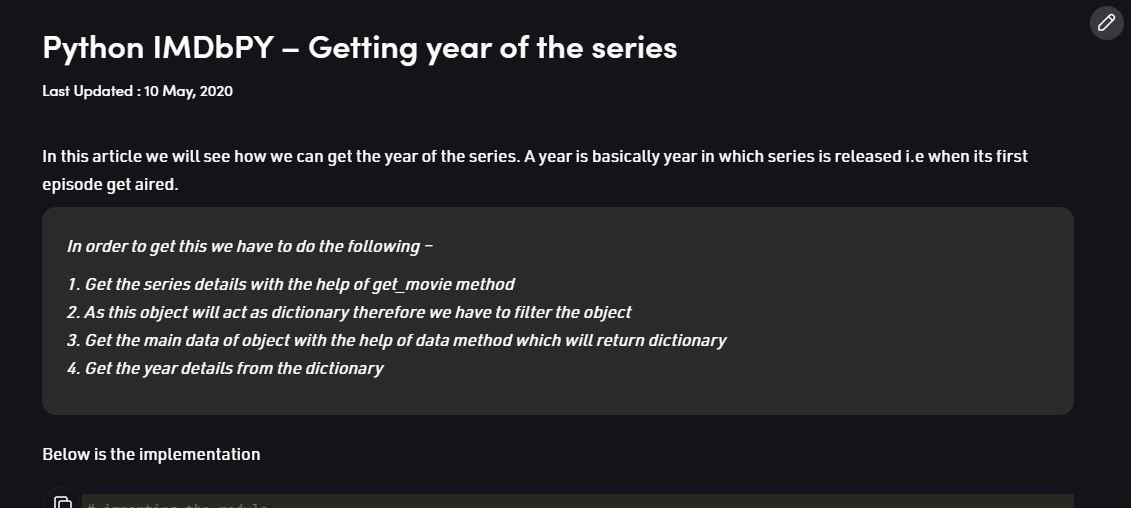 Python IMDbPY – Getting year of the series
Last Updated : 10 May, 2020
In this article we will see how we can get the year of the series. A year is basically year in which series is released i.e when its first
episode get aired.
In order to get this we have to do the following –
1. Get the series details with the help of get_movie method
2. As this object will act as dictionary therefore we have to filter the object
3. Get the main data of object with the help of data method which will return dictionary
4. Get the year details from the dictionary
Below is the implementation
# importing the module